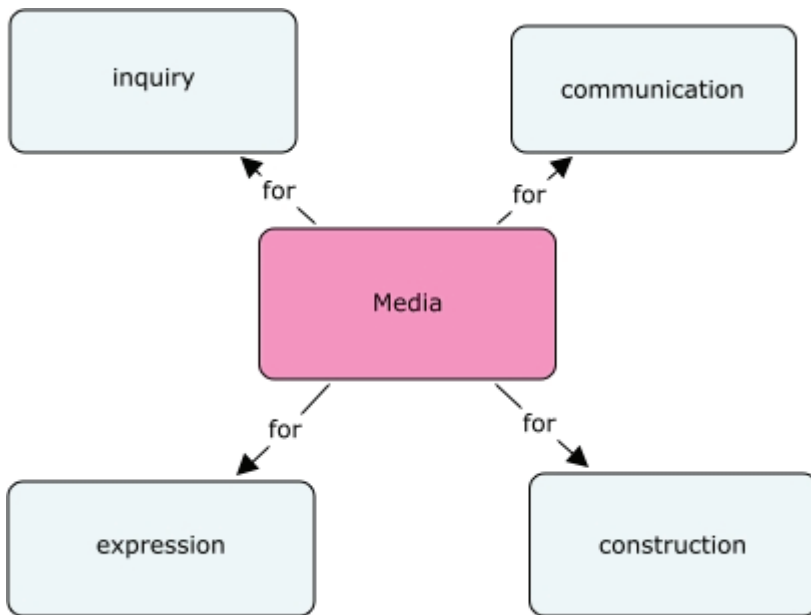 inquiry
communication
for
for
Media
for
for
expression
construction